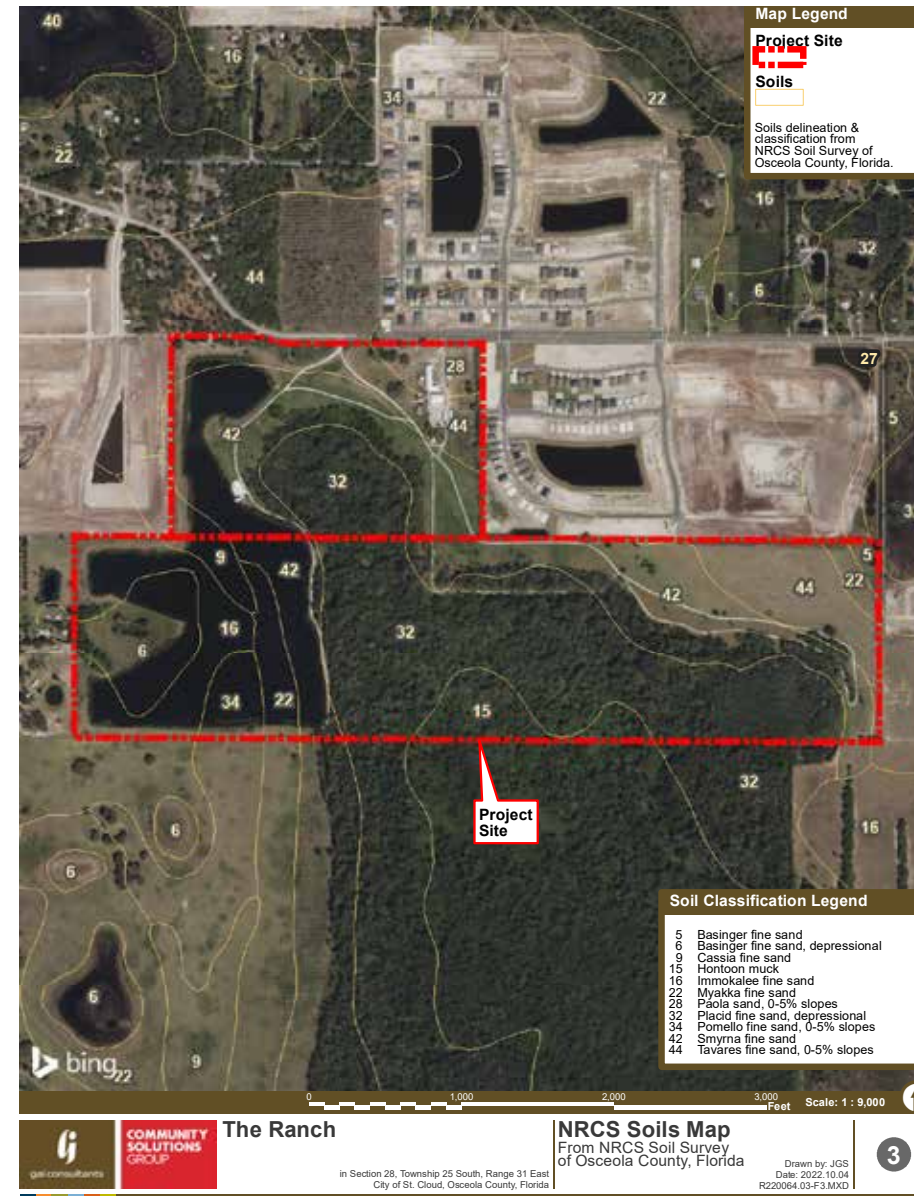 Map Legend
Project Site
Soils
Soils delineation &
classification from
NRCS Soil Survey of
Osceola County, Florida.
40
16
34
22
22
16
32
44
6
27
28
5
44
42
32
3
9
42
5
22
44
42
16
32
6
34
22
15
32
Project
Site
16
6
6
6
9
22
bing
Soil Classification Legend
5 Basinger fine sand
6 Basinger fine sand, depressional
9 Cassia fine sand
15 Hontoon muck
16 Immokalee fine sand
22 Myakka fine sand
28 Paola sand, 0-5% slopes
32 Placid fine sand, depressional
34 Pomello fine sand, 0-5% slopes
42 Smyrna fine sand
44 Tavares fine sand, 0-5% slopes
0 1,000 2,000 3,000
Feet
Scale: 1 : 9,000
gai consultants
COMMUNITY
SOLUTIONS
GROUP
The Ranch
in Section 28, Township 25 South, Range 31 East
City of St. Cloud, Osceola County, Florida
NRCS Soils Map
From NRCS Soil Survey
of Osceola County, Florida
Drawn by: JGS
Date: 2022.10.04
R220064.03-F3.MXD
3